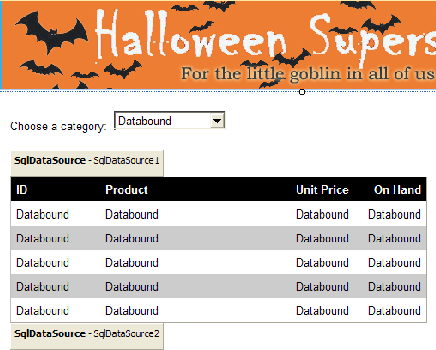 Halloween Supers
For the little goblin in all of us
Choose a category: Databound
SqlDataSource - SqlDataSource1
ID Product Unit Price On Hand
Databound Databound Databound Databound
Databound Databound Databound Databound
Databound Databound Databound Databound
Databound Databound Databound Databound
Databound Databound Databound Databound
SqlDataSource - SqlDataSource2